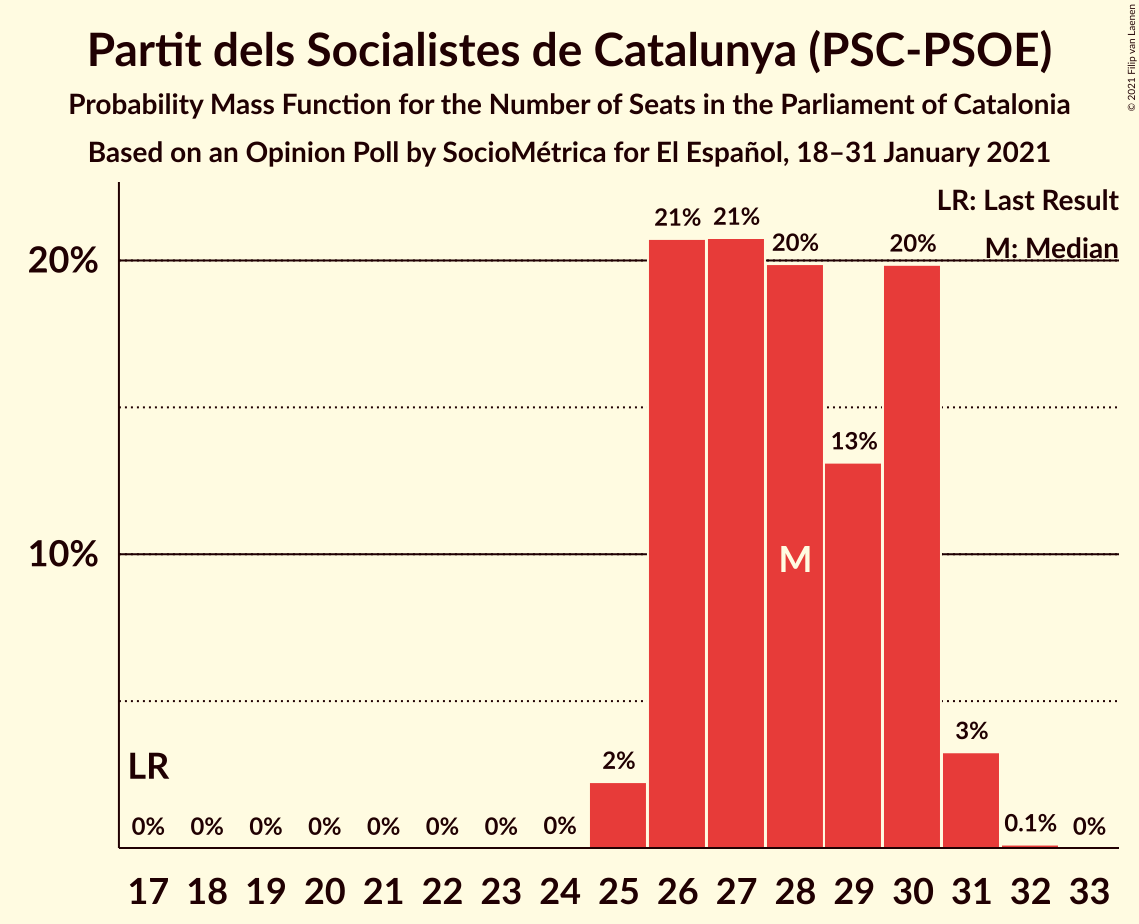 Partit dels Socialistes de Catalunya (PSC-PSOE)
Probability Mass Function for the Number of Seats in the Parliament of Catalonia
Based on an Opinion Poll by SocioMétrica for El Español, 18–31 January 2021
© 2021 Filip van Laenen
LR: Last Result
M: Median
20%
10%
21% 21% 20% 13% 20% 3% 2% 0.1% 0%
M
LR
0% 0% 0% 0% 0% 0% 0% 0%
17 18 19 20 21 22 23 24 25 26 27 28 29 30 31 32 33